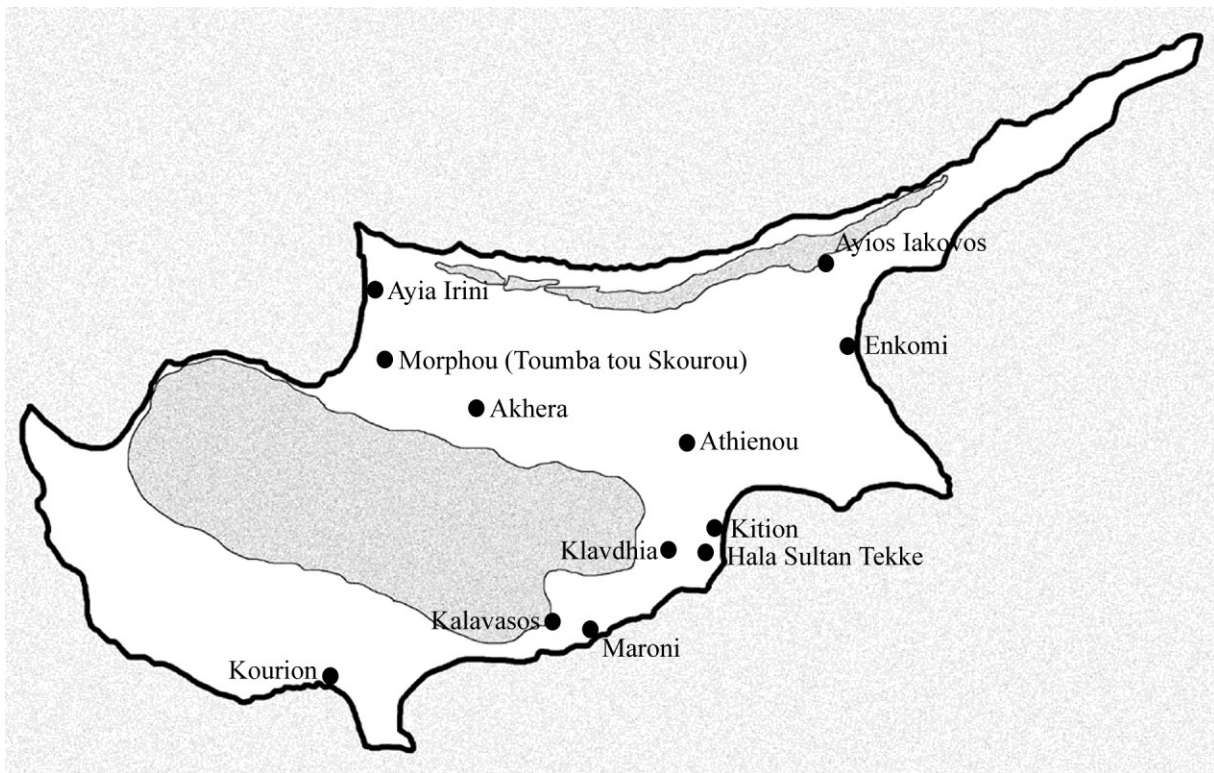 Ayios Iakovos
Ayia Irini
Enkomi
Morphou (Toumba tou Skourou)
Akhera
Athienou
Kition
Klavdhia
Hala Sultan Tekke
Kalavasos
Maroni
Kourion